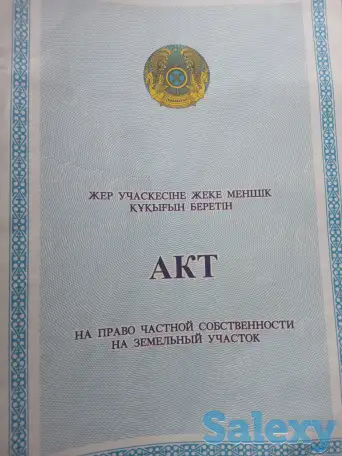 ЖЕР УЧАСКЕСІНЕ ЖЕКЕ МЕНШІК
ҚҰҚЫҒЫН БЕРЕТІН
АКТ
НА ПРАВО ЧАСТНОЙ СОБСТВЕННОСТИ
НА ЗЕМЕЛЬНЫЙ УЧАСТОК
Salexy